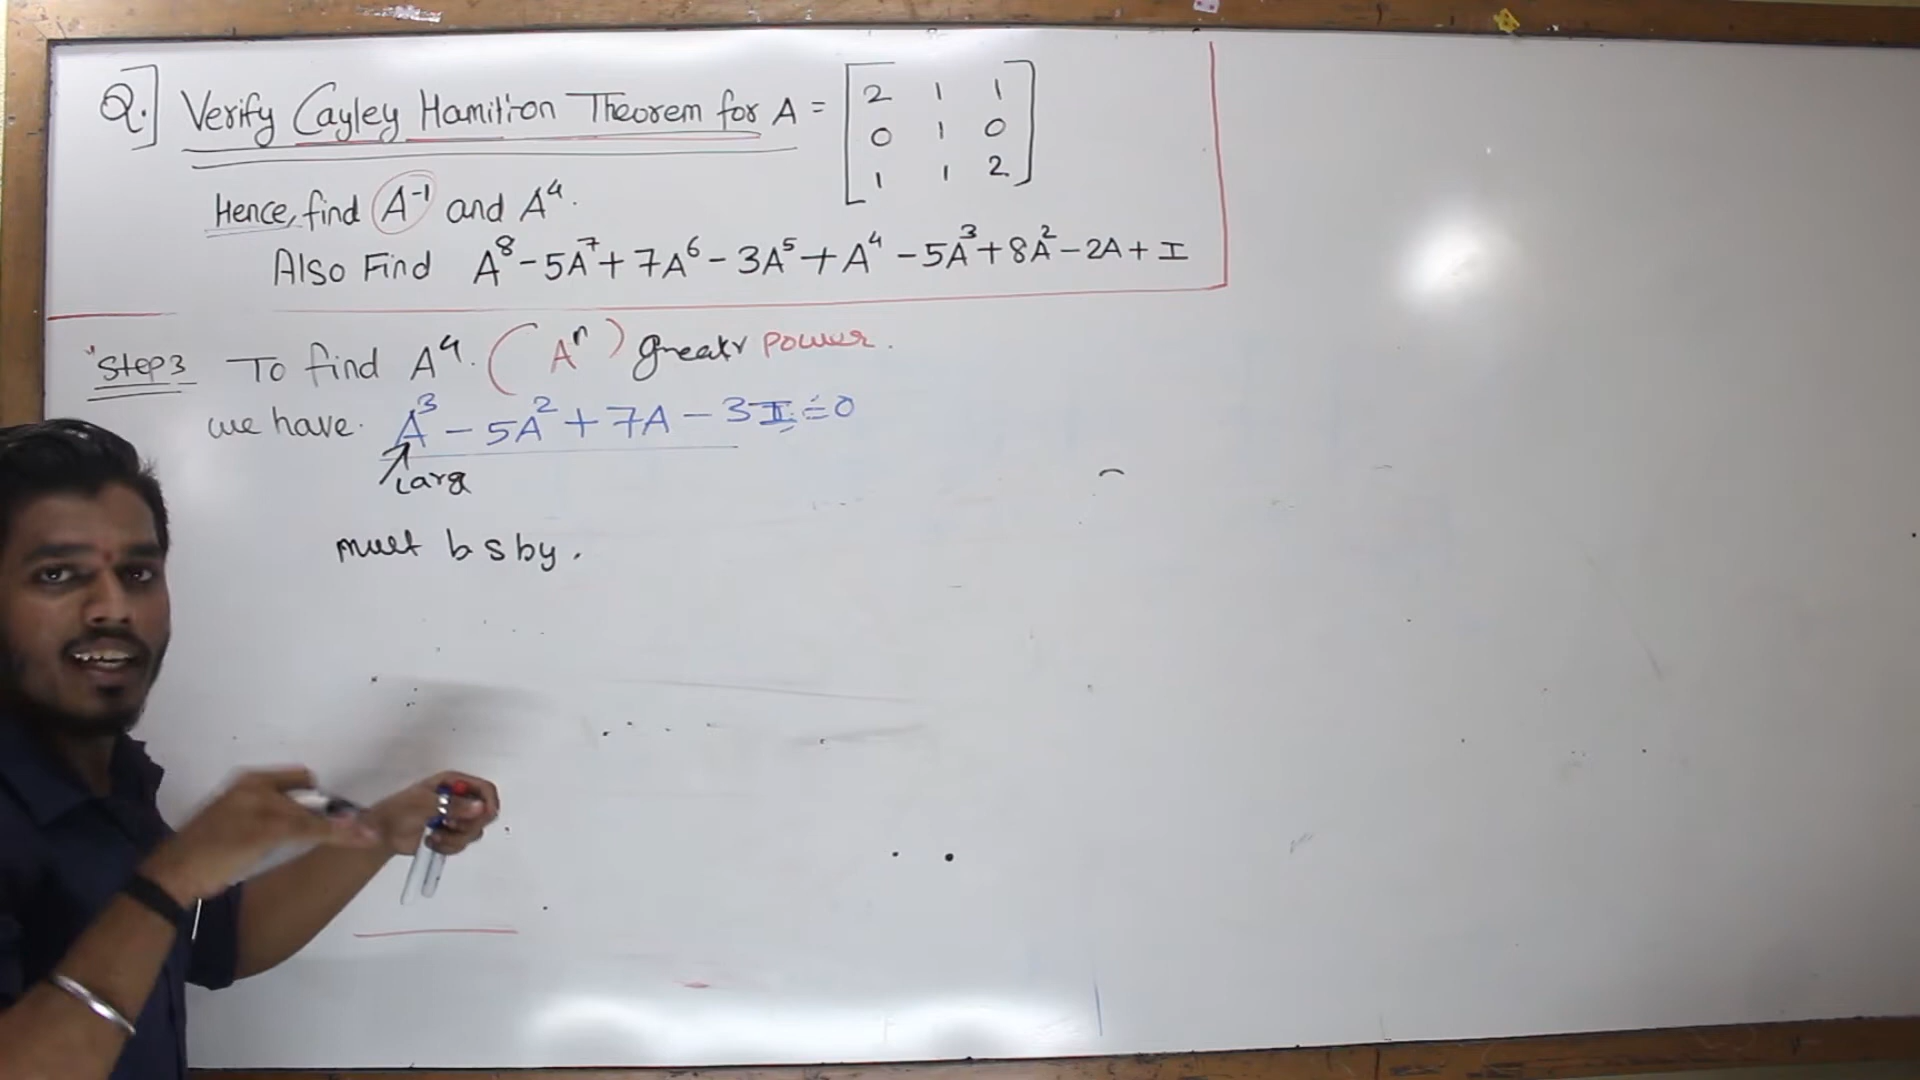 Q.] Verify Cayley Hamilton Theorem for A = [2 1 1
0 1 0
1 1 2]
Hence, find A⁻¹ and A⁴.
Also Find A⁸ - 5A⁷ + 7A⁶ - 3A⁵ + A⁴ - 5A³ + 8A² - 2A + I
Step3 To find A⁴. (Aⁿ) greatr power.
we have. A³ - 5A² + 7A - 3I = 0
Larg
mult b s by.